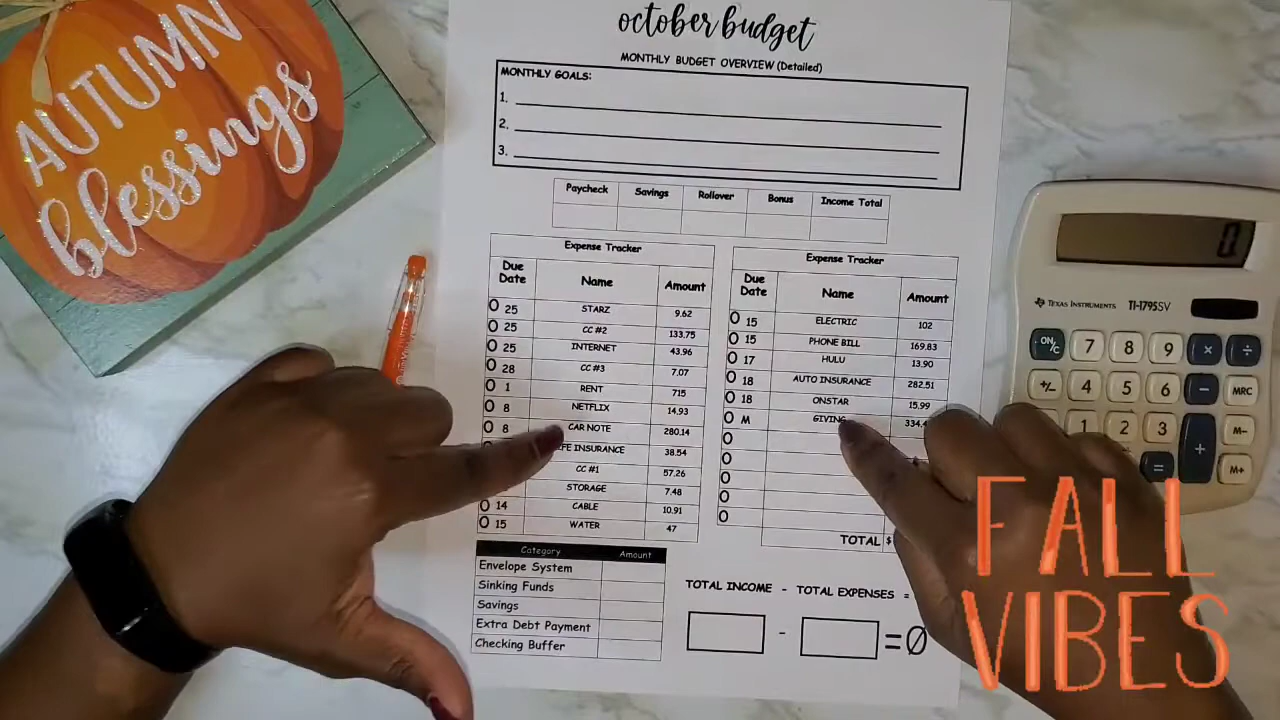 AUTUMN
blessings
october budget
MONTHLY BUDGET OVERVIEW (Detailed)
MONTHLY GOALS:
1.
2.
3.
Paycheck Savings Rollover Bonus Income Total
Expense Tracker
Due Date Name Amount
O 25 STARZ 9.62
O 25 CC #2 133.75
O 25 INTERNET 43.96
O 28 CC #3 7.07
O 1 RENT 715
O 8 NETFLIX 14.93
O 8 CAR NOTE 280.14
INSURANCE 38.54
CC #1 57.26
STORAGE 7.48
O 14 CABLE 10.91
O 15 WATER 47
Expense Tracker
Due Date Name Amount
O 15 ELECTRIC 102
O 15 PHONE BILL 169.83
O 17 HULU 13.90
O 18 AUTO INSURANCE 282.51
O 18 ONSTAR 15.99
O M GIVING
O
O
O
O
O
TOTAL $
Category Amount
Envelope System
Sinking Funds
Savings
Extra Debt Payment
Checking Buffer
TOTAL INCOME - TOTAL EXPENSES =
- =0
0
TEXAS INSTRUMENTS TI-1795SV
ON/C 7 8 9 × ÷
+/- 4 5 6 − MRC
1 2 3 + M−
= M+
FALL
VIBES